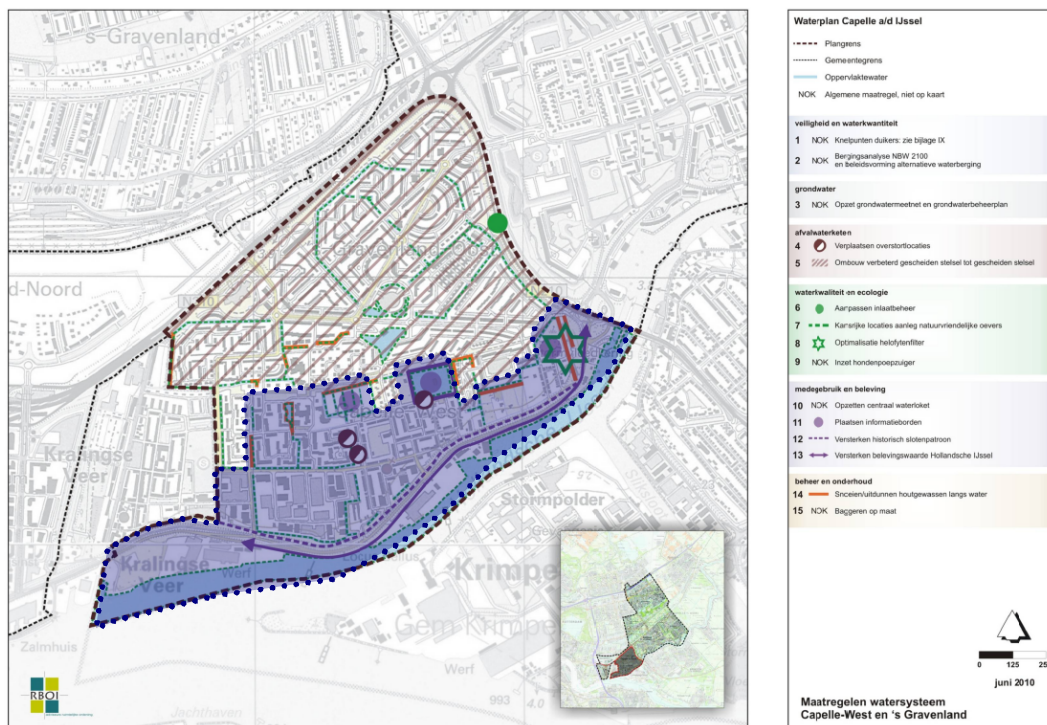 s-Gravenland
d-Noord
Kralingse
Veer
Stormpolder
Kralingse
Veer
Werf
Krimpe
Gem Krimpe
Zalmhuis
Werf
Jachthaven
993
4.0
RBOI
Waterplan Capelle a/d IJssel
Plangrens
Gemeentegrens
Oppervlaktewater
NOK Algemene maatregel, niet op kaart
veiligheid en waterkwantiteit
1 NOK Knelpunten duikers: zie bijlage IX
2 NOK Bergingsanalyse NBW 2100
en Beleidsvorming alternatieve waterberging
grondwater
3 NOK Opzet grondwatermeetnet en grondwaterbeheerplan
afvalwaterketen
4 Verplaatsen overstortlocaties
5 Ombouw verbeterd gescheiden stelsel tot gescheiden stelsel
waterkwaliteit en ecologie
6 Aanpassen inlaatbeheer
7 Kansrijke locaties aanleg natuurvriendelijke oevers
8 Optimalisatie helofytenfilter
9 NOK Inzet hondenpoepzuiger
medegebruik en beleving
10 NOK Opzetten centraal waterloket
11 Plaatsen informatieborden
12 Versterken historisch slotenpatroon
13 Versterken belevingswaarde Hollandsche IJssel
beheer en onderhoud
14 Snoeien/uitdunnen houtgewassen langs water
15 NOK Baggeren op maat
0 125
juni 2010
Maatregelen watersysteem
Capelle-West en 's Gravenland